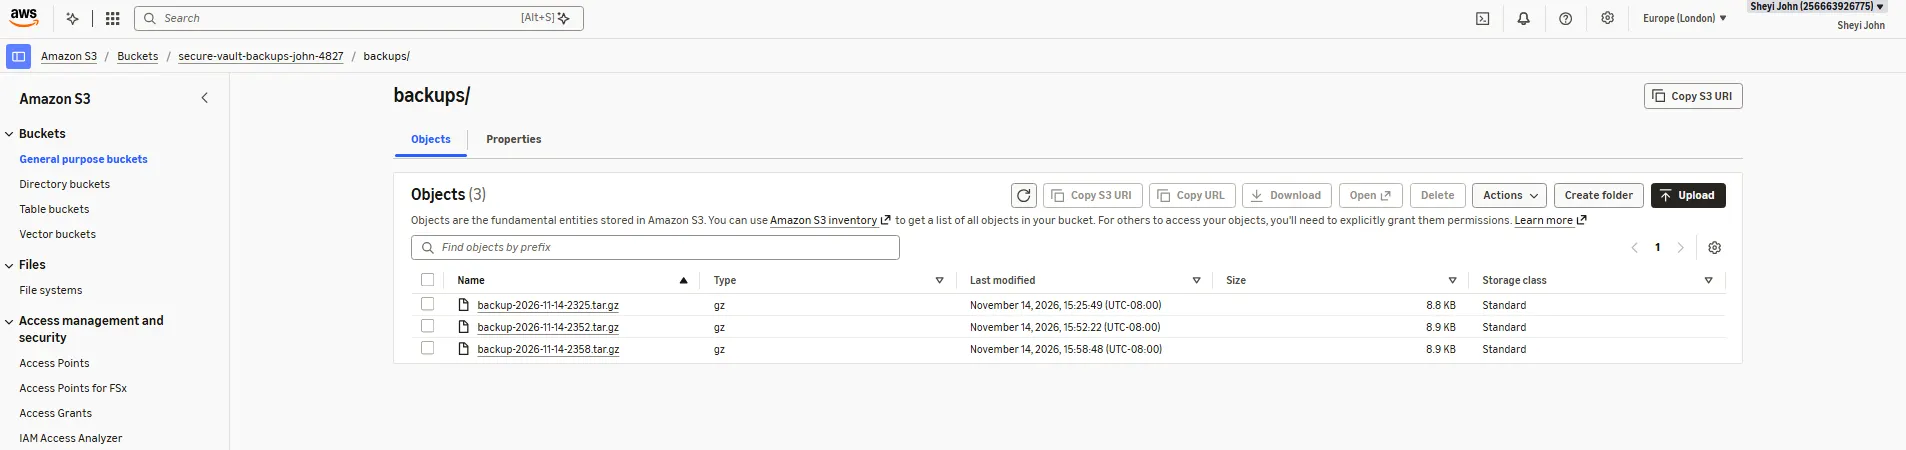 aws
Search [Alt+S]
Europe (London) ▼
Sheyi John (256663926775) ▼
Sheyi John
Amazon S3 / Buckets / secure-vault-backups-john-4827 / backups/
Amazon S3
Buckets
General purpose buckets
Directory buckets
Table buckets
Vector buckets
Files
File systems
Access management and
security
Access Points
Access Points for FSx
Access Grants
IAM Access Analyzer
backups/
Copy S3 URI
Objects Properties
Objects (3)
Copy S3 URI Copy URL Download Open Delete Actions Create folder Upload
Objects are the fundamental entities stored in Amazon S3. You can use Amazon S3 inventory to get a list of all objects in your bucket. For others to access your objects, you'll need to explicitly grant them permissions. Learn more
Find objects by prefix
1
Name Type Last modified Size Storage class
backup-2026-11-14-2325.tar.gz gz November 14, 2026, 15:25:49 (UTC-08:00) 8.8 KB Standard
backup-2026-11-14-2352.tar.gz gz November 14, 2026, 15:52:22 (UTC-08:00) 8.9 KB Standard
backup-2026-11-14-2358.tar.gz gz November 14, 2026, 15:58:48 (UTC-08:00) 8.9 KB Standard